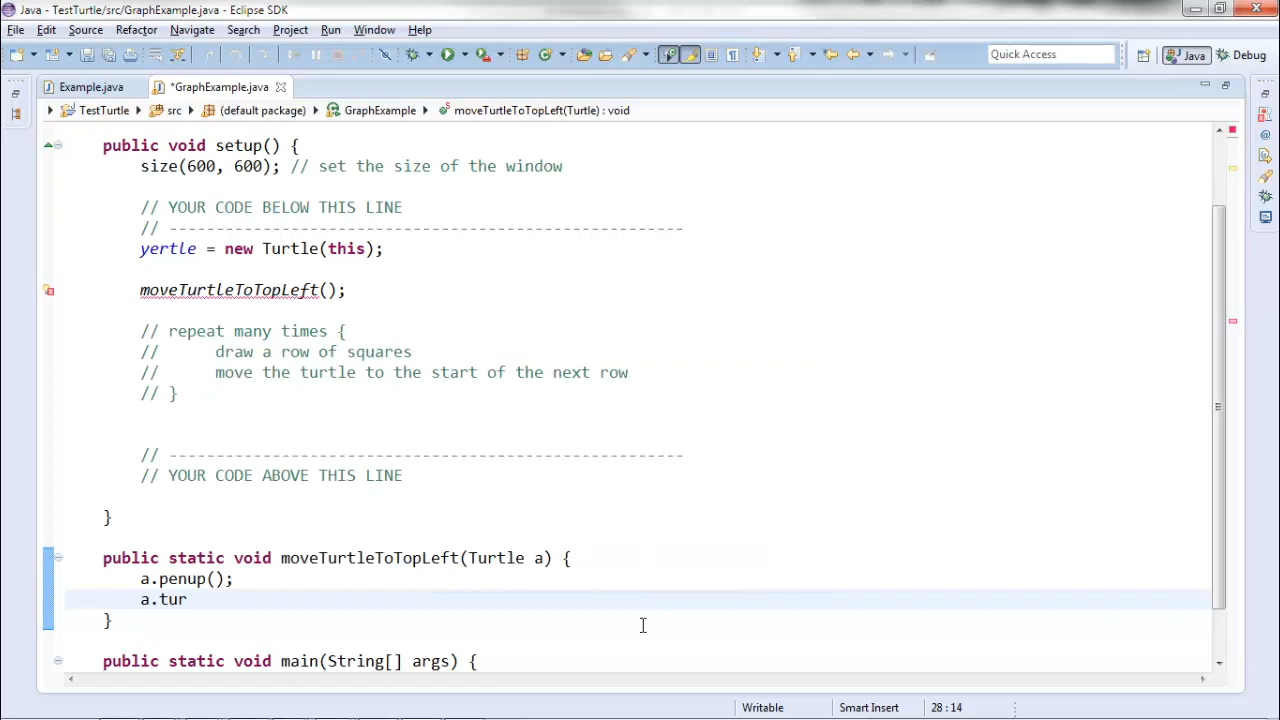 Java - TestTurtle/src/GraphExample.java - Eclipse SDK
File Edit Source Refactor Navigate Search Project Run Window Help
Quick Access Java Debug
Example.java *GraphExample.java
TestTurtle src (default package) GraphExample moveTurtleToTopLeft(Turtle) : void
public void setup() {
size(600, 600); // set the size of the window
// YOUR CODE BELOW THIS LINE
// -------------------------------------------------------
yertle = new Turtle(this);
moveTurtleToTopLeft();
// repeat many times {
// draw a row of squares
// move the turtle to the start of the next row
// }
// -------------------------------------------------------
// YOUR CODE ABOVE THIS LINE
}
public static void moveTurtleToTopLeft(Turtle a) {
a.penup();
a.tur
}
public static void main(String[] args) {
Writable Smart Insert 28 : 14